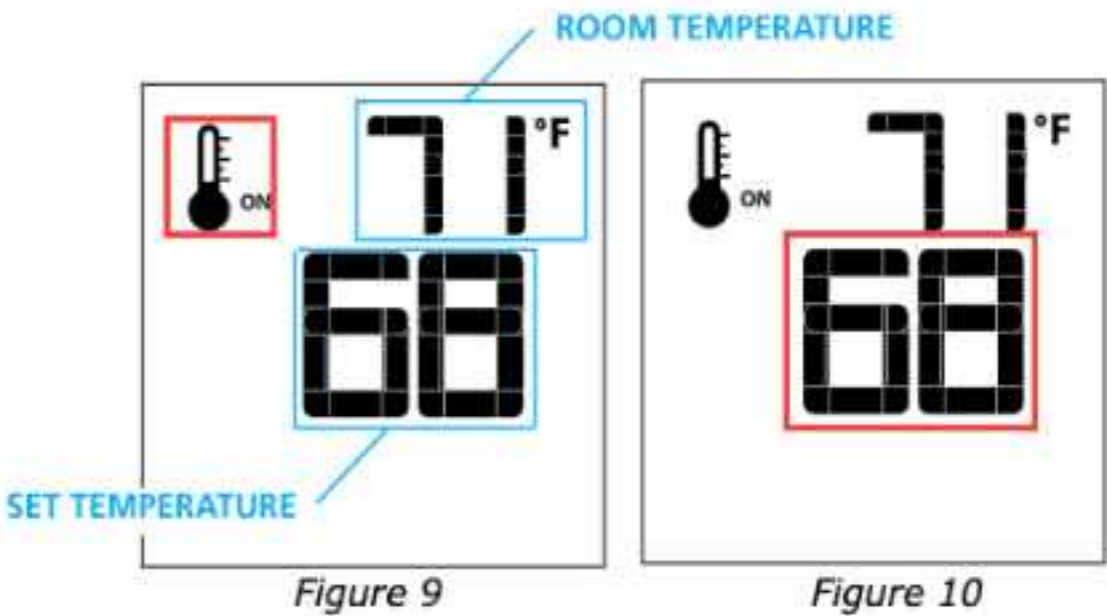 ROOM TEMPERATURE
71 °F
ON
68
SET TEMPERATURE
Figure 9
71 °F
ON
68
Figure 10